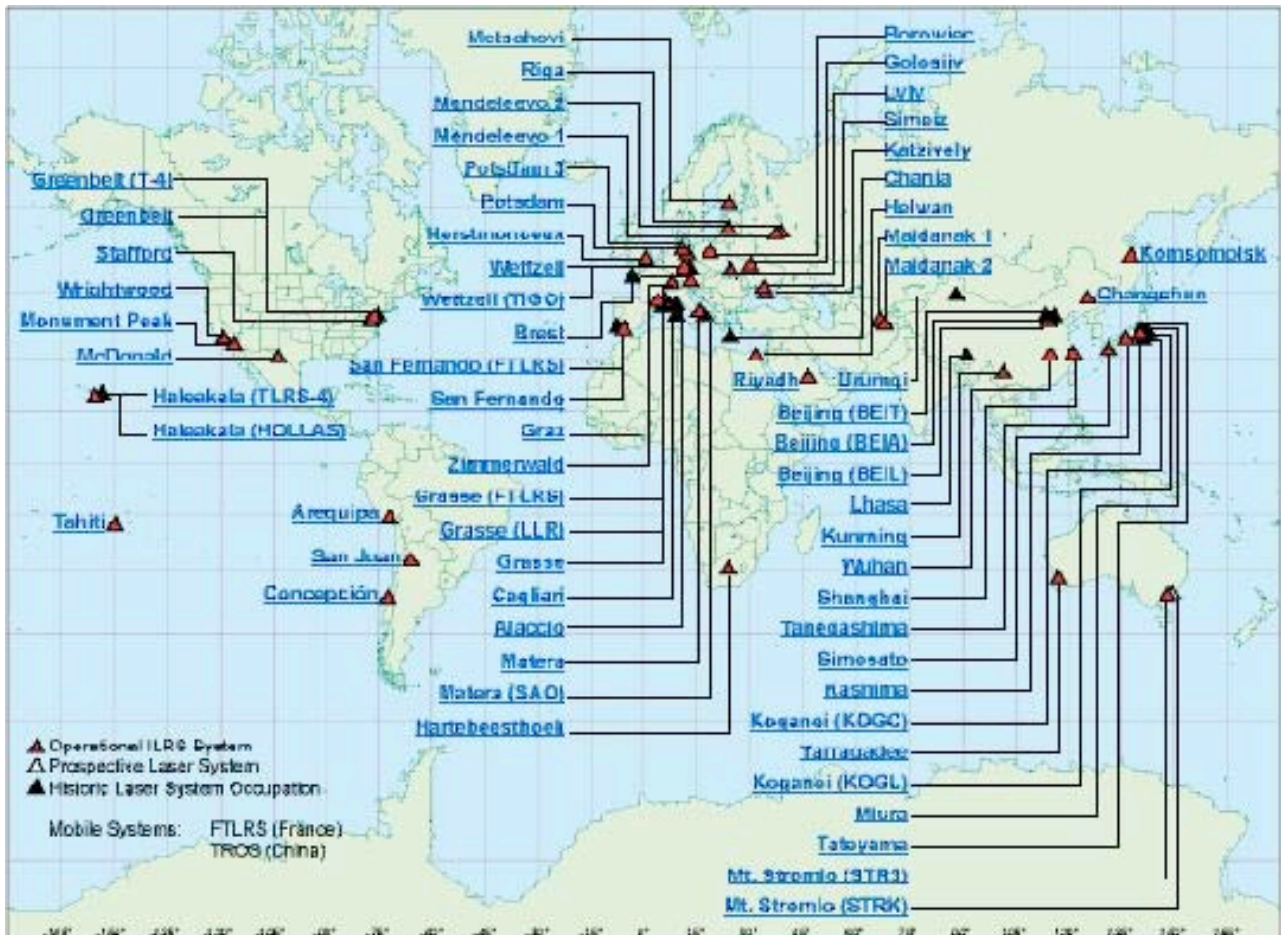 Metsahovi
Riga
Mendeleevo 2
Mendeleevo 1
Potsdam 3
Potsdam
Herstmonceux
Wettzell
Wettzell (TIGO)
Brest
San Fernando (FTLRS)
San Fernando
Graz
Zimmerwald
Grasse (FTLRS)
Grasse (LLR)
Grasse
Cagliari
Ajaccio
Matera
Matera (SAO)
Hartebeesthoek
Borowiec
Golosiiv
Lviv
Simeiz
Katzively
Chania
Helwan
Maidanak 1
Maidanak 2
Komsomolsk
Changchun
Riyadh
Urumqi
Beijing (BEIT)
Beijing (BEIA)
Beijing (BEIL)
Lhasa
Kunming
Wuhan
Shanghai
Tanegashima
Simosato
Kashima
Koganei (KOGC)
Yarragadee
Koganei (KOGL)
Miura
Tateyama
Mt. Stromlo (STR3)
Mt. Stromlo (STRK)
Greenbelt (T-4)
Greenbelt
Stafford
Wrightwood
Monument Peak
McDonald
Haleakala (TLRS-4)
Haleakala (HOLLAS)
Tahiti
Arequipa
San Juan
Concepción
Operational ILRS System
Prospective Laser System
Historic Laser System Occupation
Mobile Systems: FTLRS (France)
TROS (China)